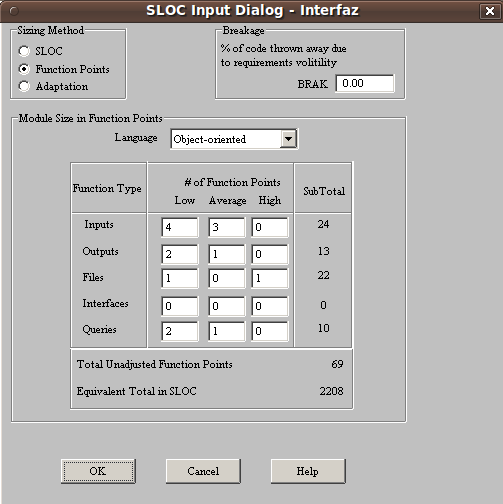 SLOC Input Dialog - Interfaz
Sizing Method
SLOC
Function Points
Adaptation
Breakage
% of code thrown away due
to requirements volitility
BRAK 0.00
Module Size in Function Points
Language Object-oriented
Function Type # of Function Points SubTotal
Low Average High
Inputs 4 3 0 24
Outputs 2 1 0 13
Files 1 0 1 22
Interfaces 0 0 0 0
Queries 2 1 0 10
Total Unadjusted Function Points 69
Equivalent Total in SLOC 2208
OK Cancel Help